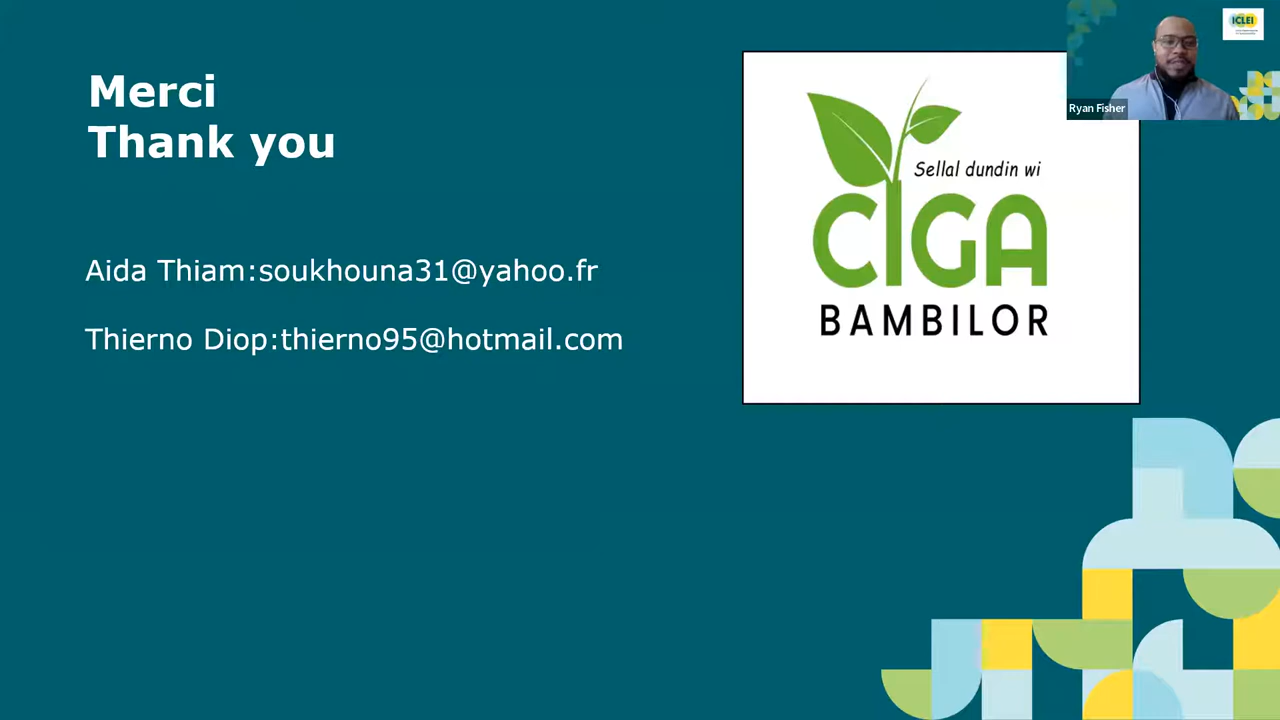 Merci
Thank you
Aida Thiam:soukhouna31@yahoo.fr
Thierno Diop:thierno95@hotmail.com
Sellal dundin wi
CIGA
BAMBILOR
Ryan Fisher
ICLEI